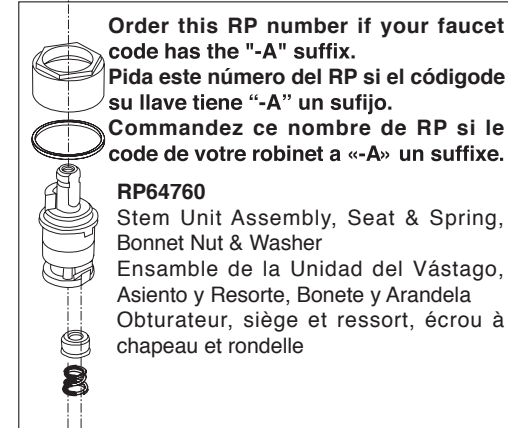 Order this RP number if your faucet
code has the "-A" suffix.
Pida este número del RP si el códigode
su llave tiene “-A” un sufijo.
Commandez ce nombre de RP si le
code de votre robinet a «-A» un suffixe.
RP64760
Stem Unit Assembly, Seat & Spring,
Bonnet Nut & Washer
Ensamble de la Unidad del Vástago,
Asiento y Resorte, Bonete y Arandela
Obturateur, siège et ressort, écrou à
chapeau et rondelle